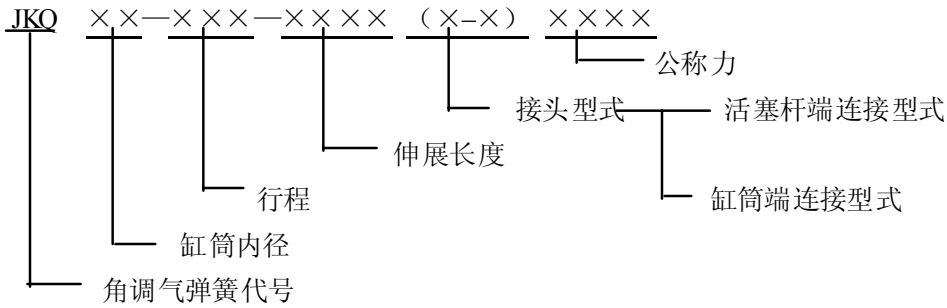 JKQ ××—×××—×××× (×-×) ××××
公称力
接头型式 活塞杆端连接型式
伸展长度
行程 缸筒端连接型式
缸筒内径
角调气弹簧代号